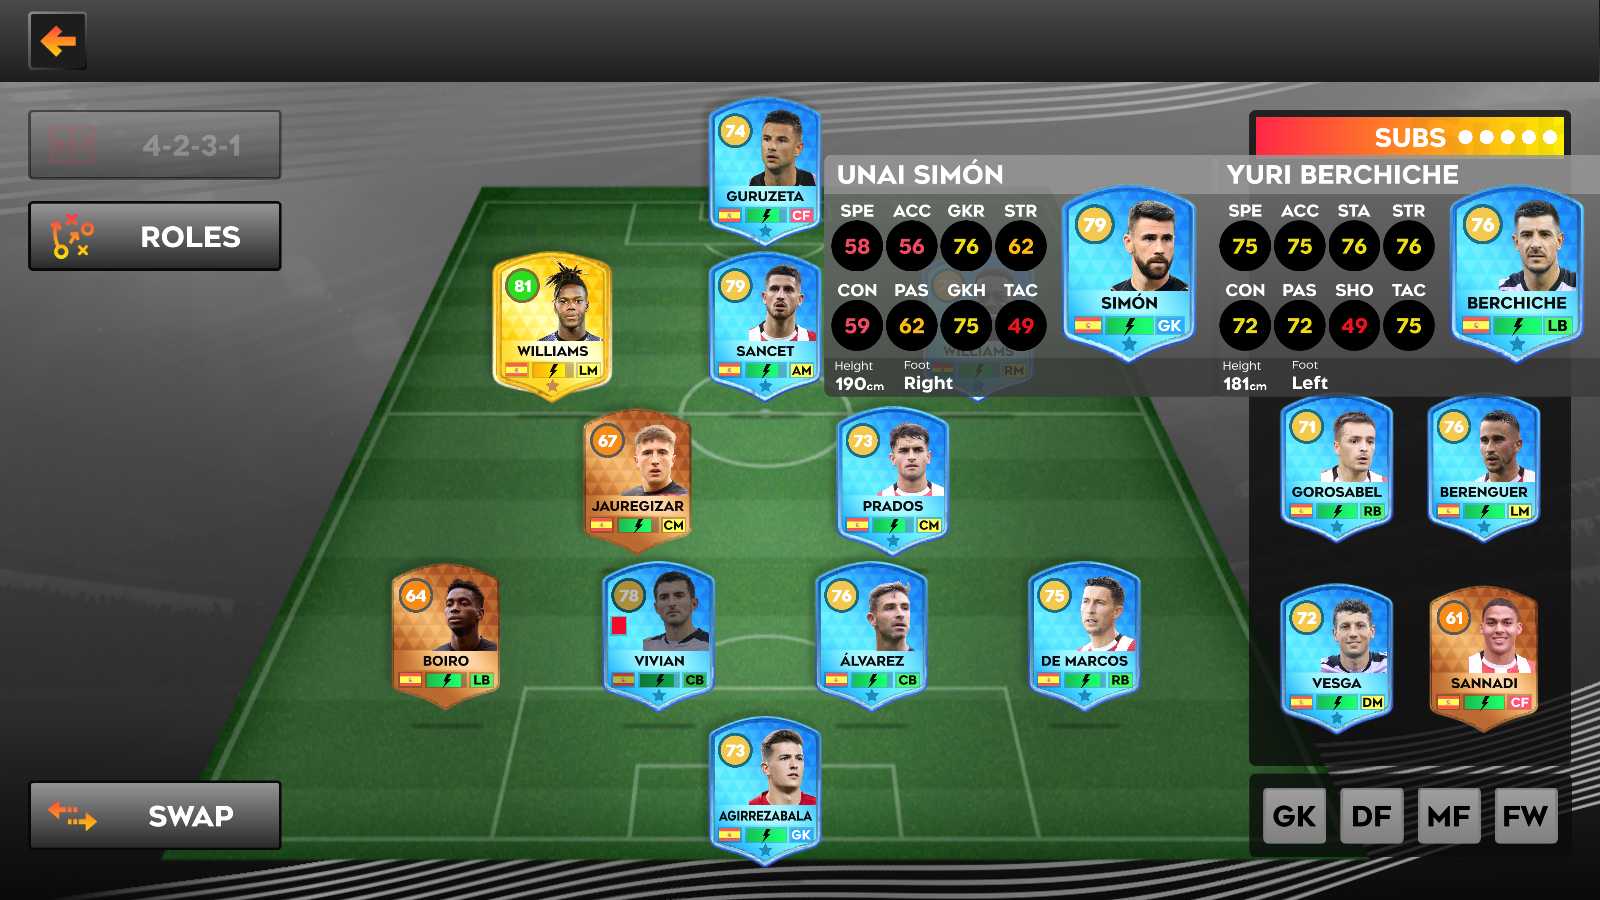 4-2-3-1
ROLES
SWAP
74
GURUZETA
CF
81
WILLIAMS
LM
79
SANCET
AM
WILLIAMS
RM
67
JAUREGIZAR
CM
73
PRADOS
CM
64
BOIRO
LB
78
VIVIAN
CB
76
ÁLVAREZ
CB
75
DE MARCOS
RB
73
AGIRREZABALA
GK
UNAI SIMÓN
SPE ACC GKR STR
58 56 76 62
CON PAS GKH TAC
59 62 75 49
Height Foot
190cm Right
79
SIMÓN
GK
SUBS
YURI BERCHICHE
SPE ACC STA STR
75 75 76 76
CON PAS SHO TAC
72 72 49 75
Height Foot
181cm Left
76
BERCHICHE
LB
71
GOROSABEL
RB
76
BERENGUER
LM
72
VESGA
DM
61
SANNADI
CF
GK DF MF FW